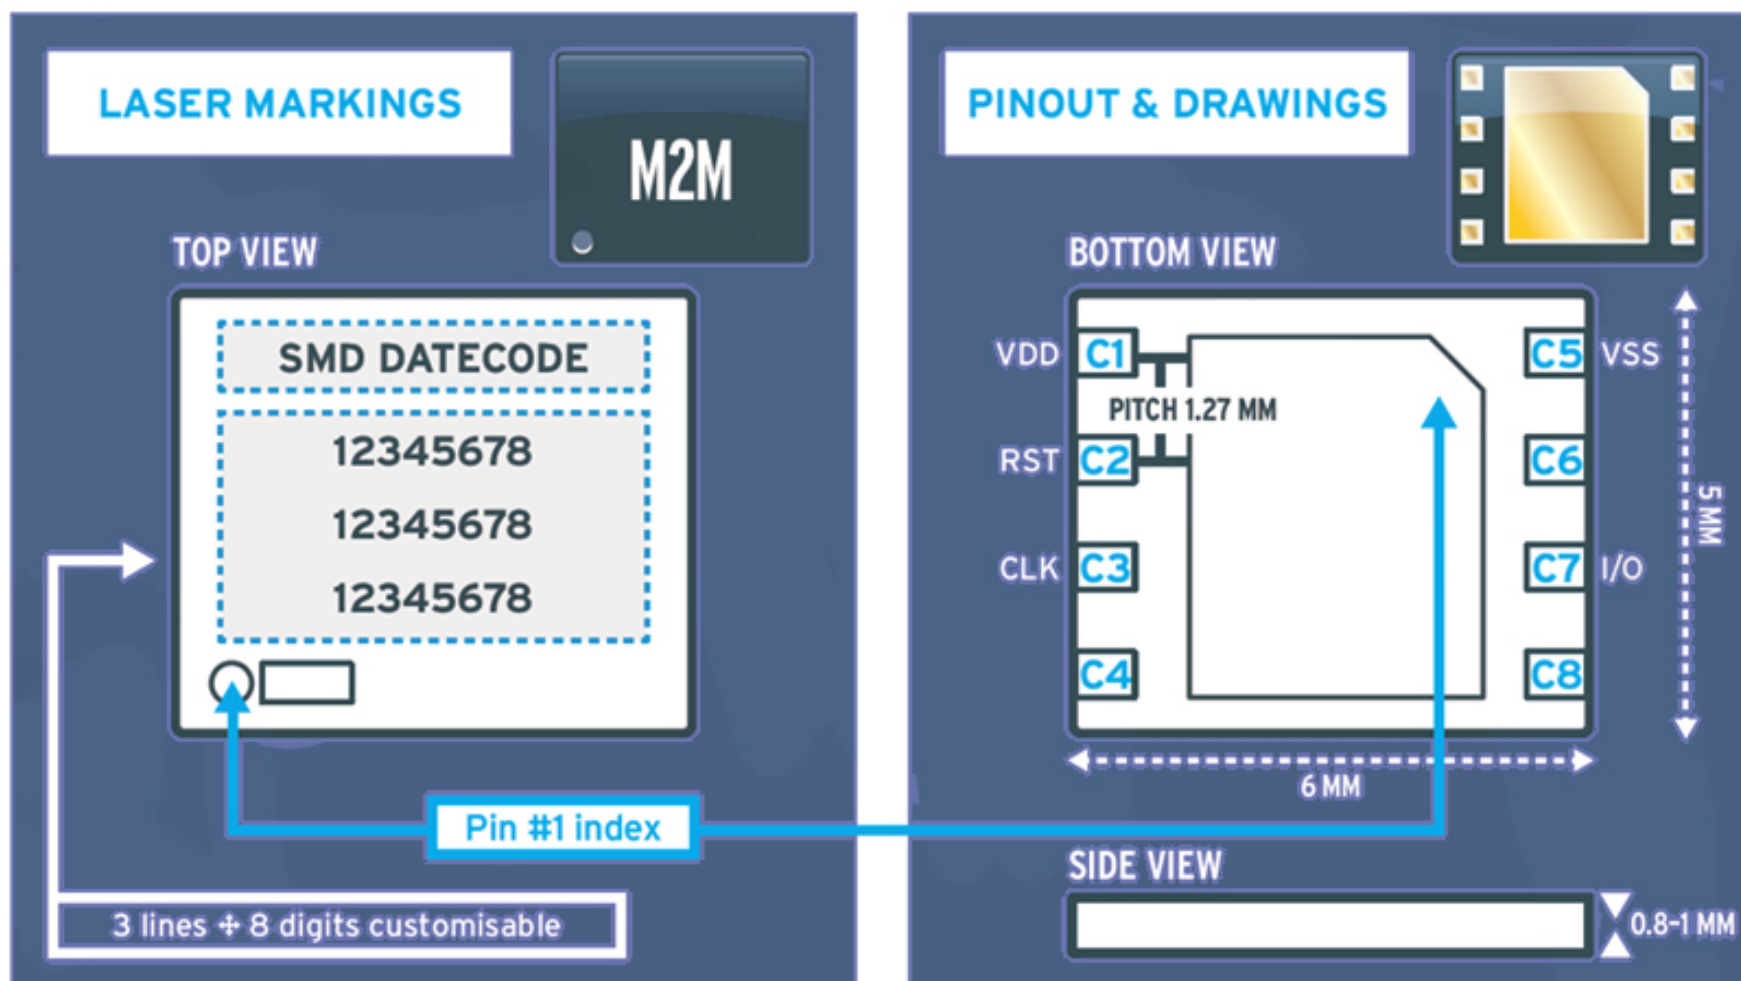 LASER MARKINGS
M2M
TOP VIEW
SMD DATECODE
12345678
12345678
12345678
Pin #1 index
3 lines ✢ 8 digits customisable
PINOUT & DRAWINGS
BOTTOM VIEW
VDD C1 C5 VSS
PITCH 1.27 MM
RST C2 C6
CLK C3 C7 I/O
C4 C8
5 MM
6 MM
SIDE VIEW
0.8-1 MM